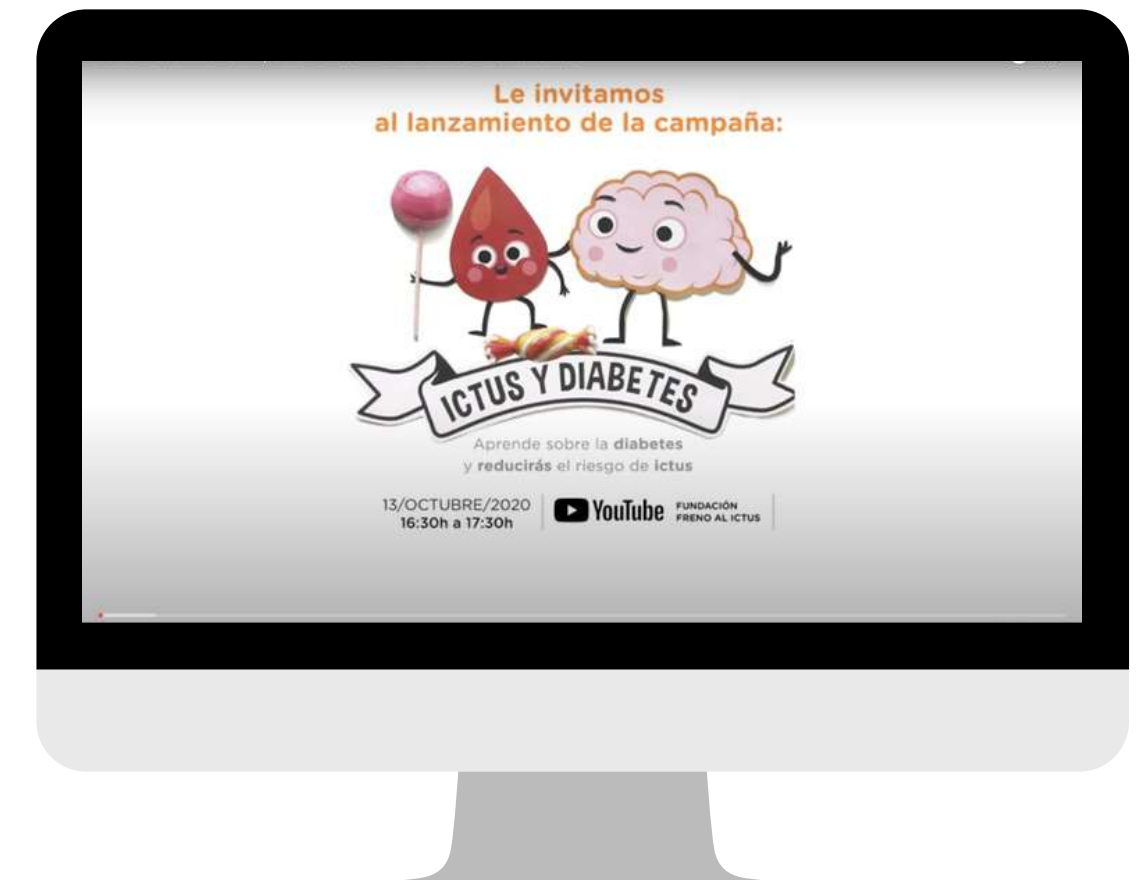 Le invitamos
al lanzamiento de la campaña:
ICTUS Y DIABETES
Aprende sobre la diabetes
y reducirás el riesgo de ictus
13/OCTUBRE/2020
16:30h a 17:30h
YouTube
FUNDACIÓN
FRENO AL ICTUS